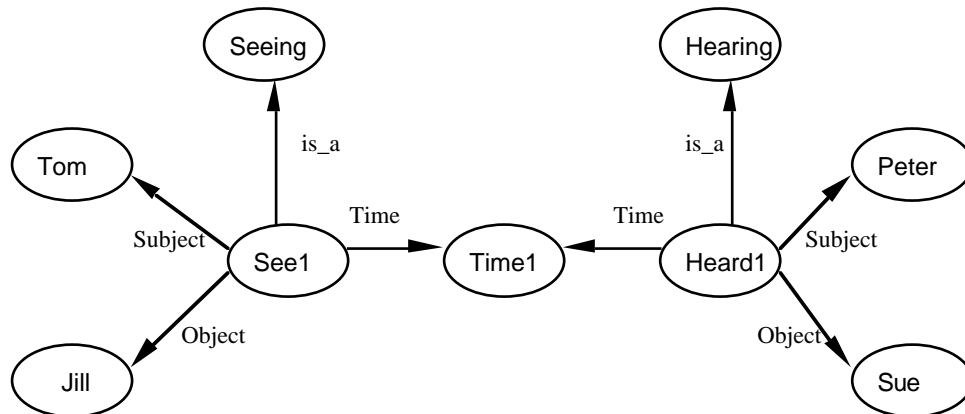 Seeing
Hearing
is_a
is_a
Tom
Peter
Subject
Time
Time
Subject
See1
Time1
Heard1
Object
Object
Jill
Sue